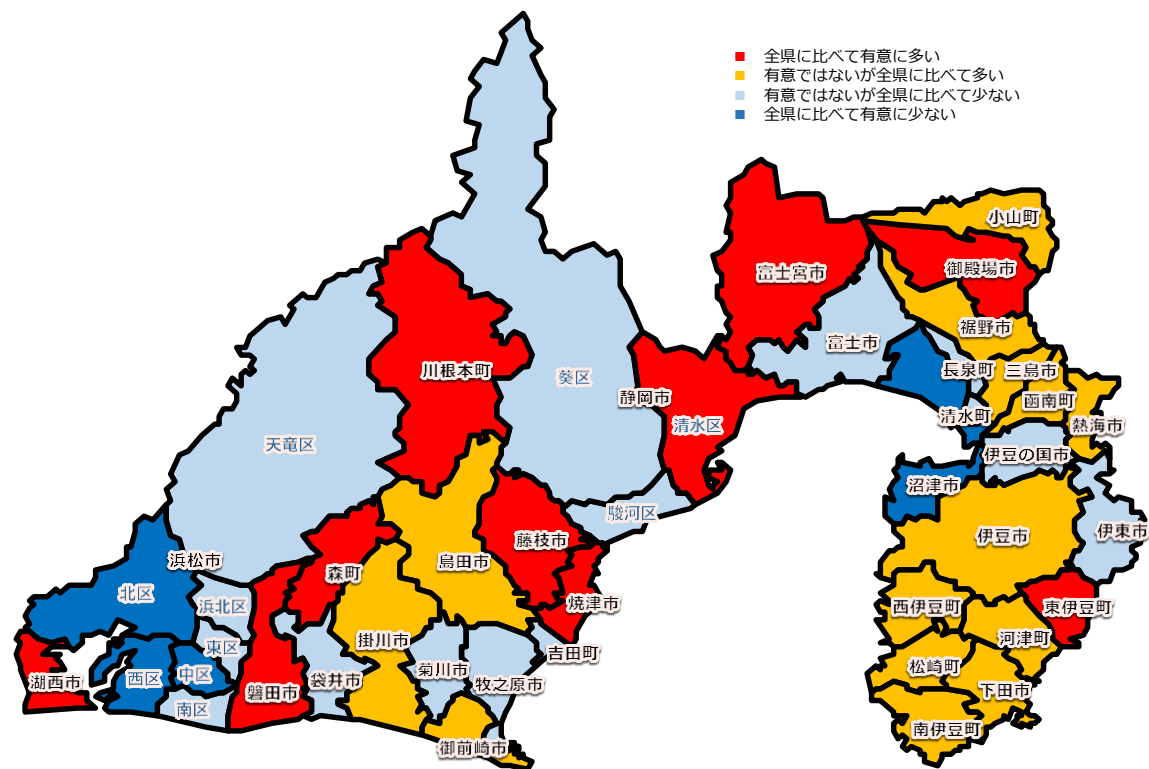 ■ 全県に比べて有意に多い
■ 有意ではないが全県に比べて多い
■ 有意ではないが全県に比べて少ない
■ 全県に比べて有意に少ない
小山町
御殿場市
富士宮市
裾野市
富士市
長泉町
三島市
川根本町
葵区
静岡市
函南町
清水町
清水区
熱海市
天竜区
伊豆の国市
沼津市
駿河区
伊東市
伊豆市
藤枝市
浜松市
島田市
森町
北区
焼津市
浜北区
西伊豆町
東伊豆町
掛川市
河津町
東区
吉田町
菊川市
松崎町
中区
西区
湖西市
袋井市
牧之原市
磐田市
下田市
南区
南伊豆町
御前崎市